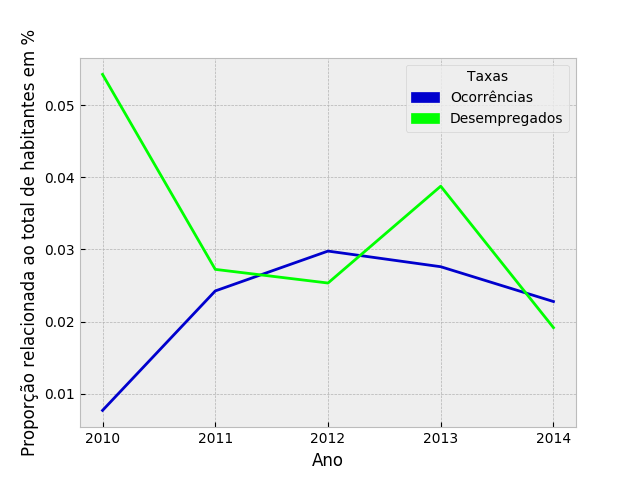 Proporção relacionada ao total de habitantes em %
0.05
0.04
0.03
0.02
0.01
Taxas
Ocorrências
Desempregados
2010 2011 2012 2013 2014
Ano